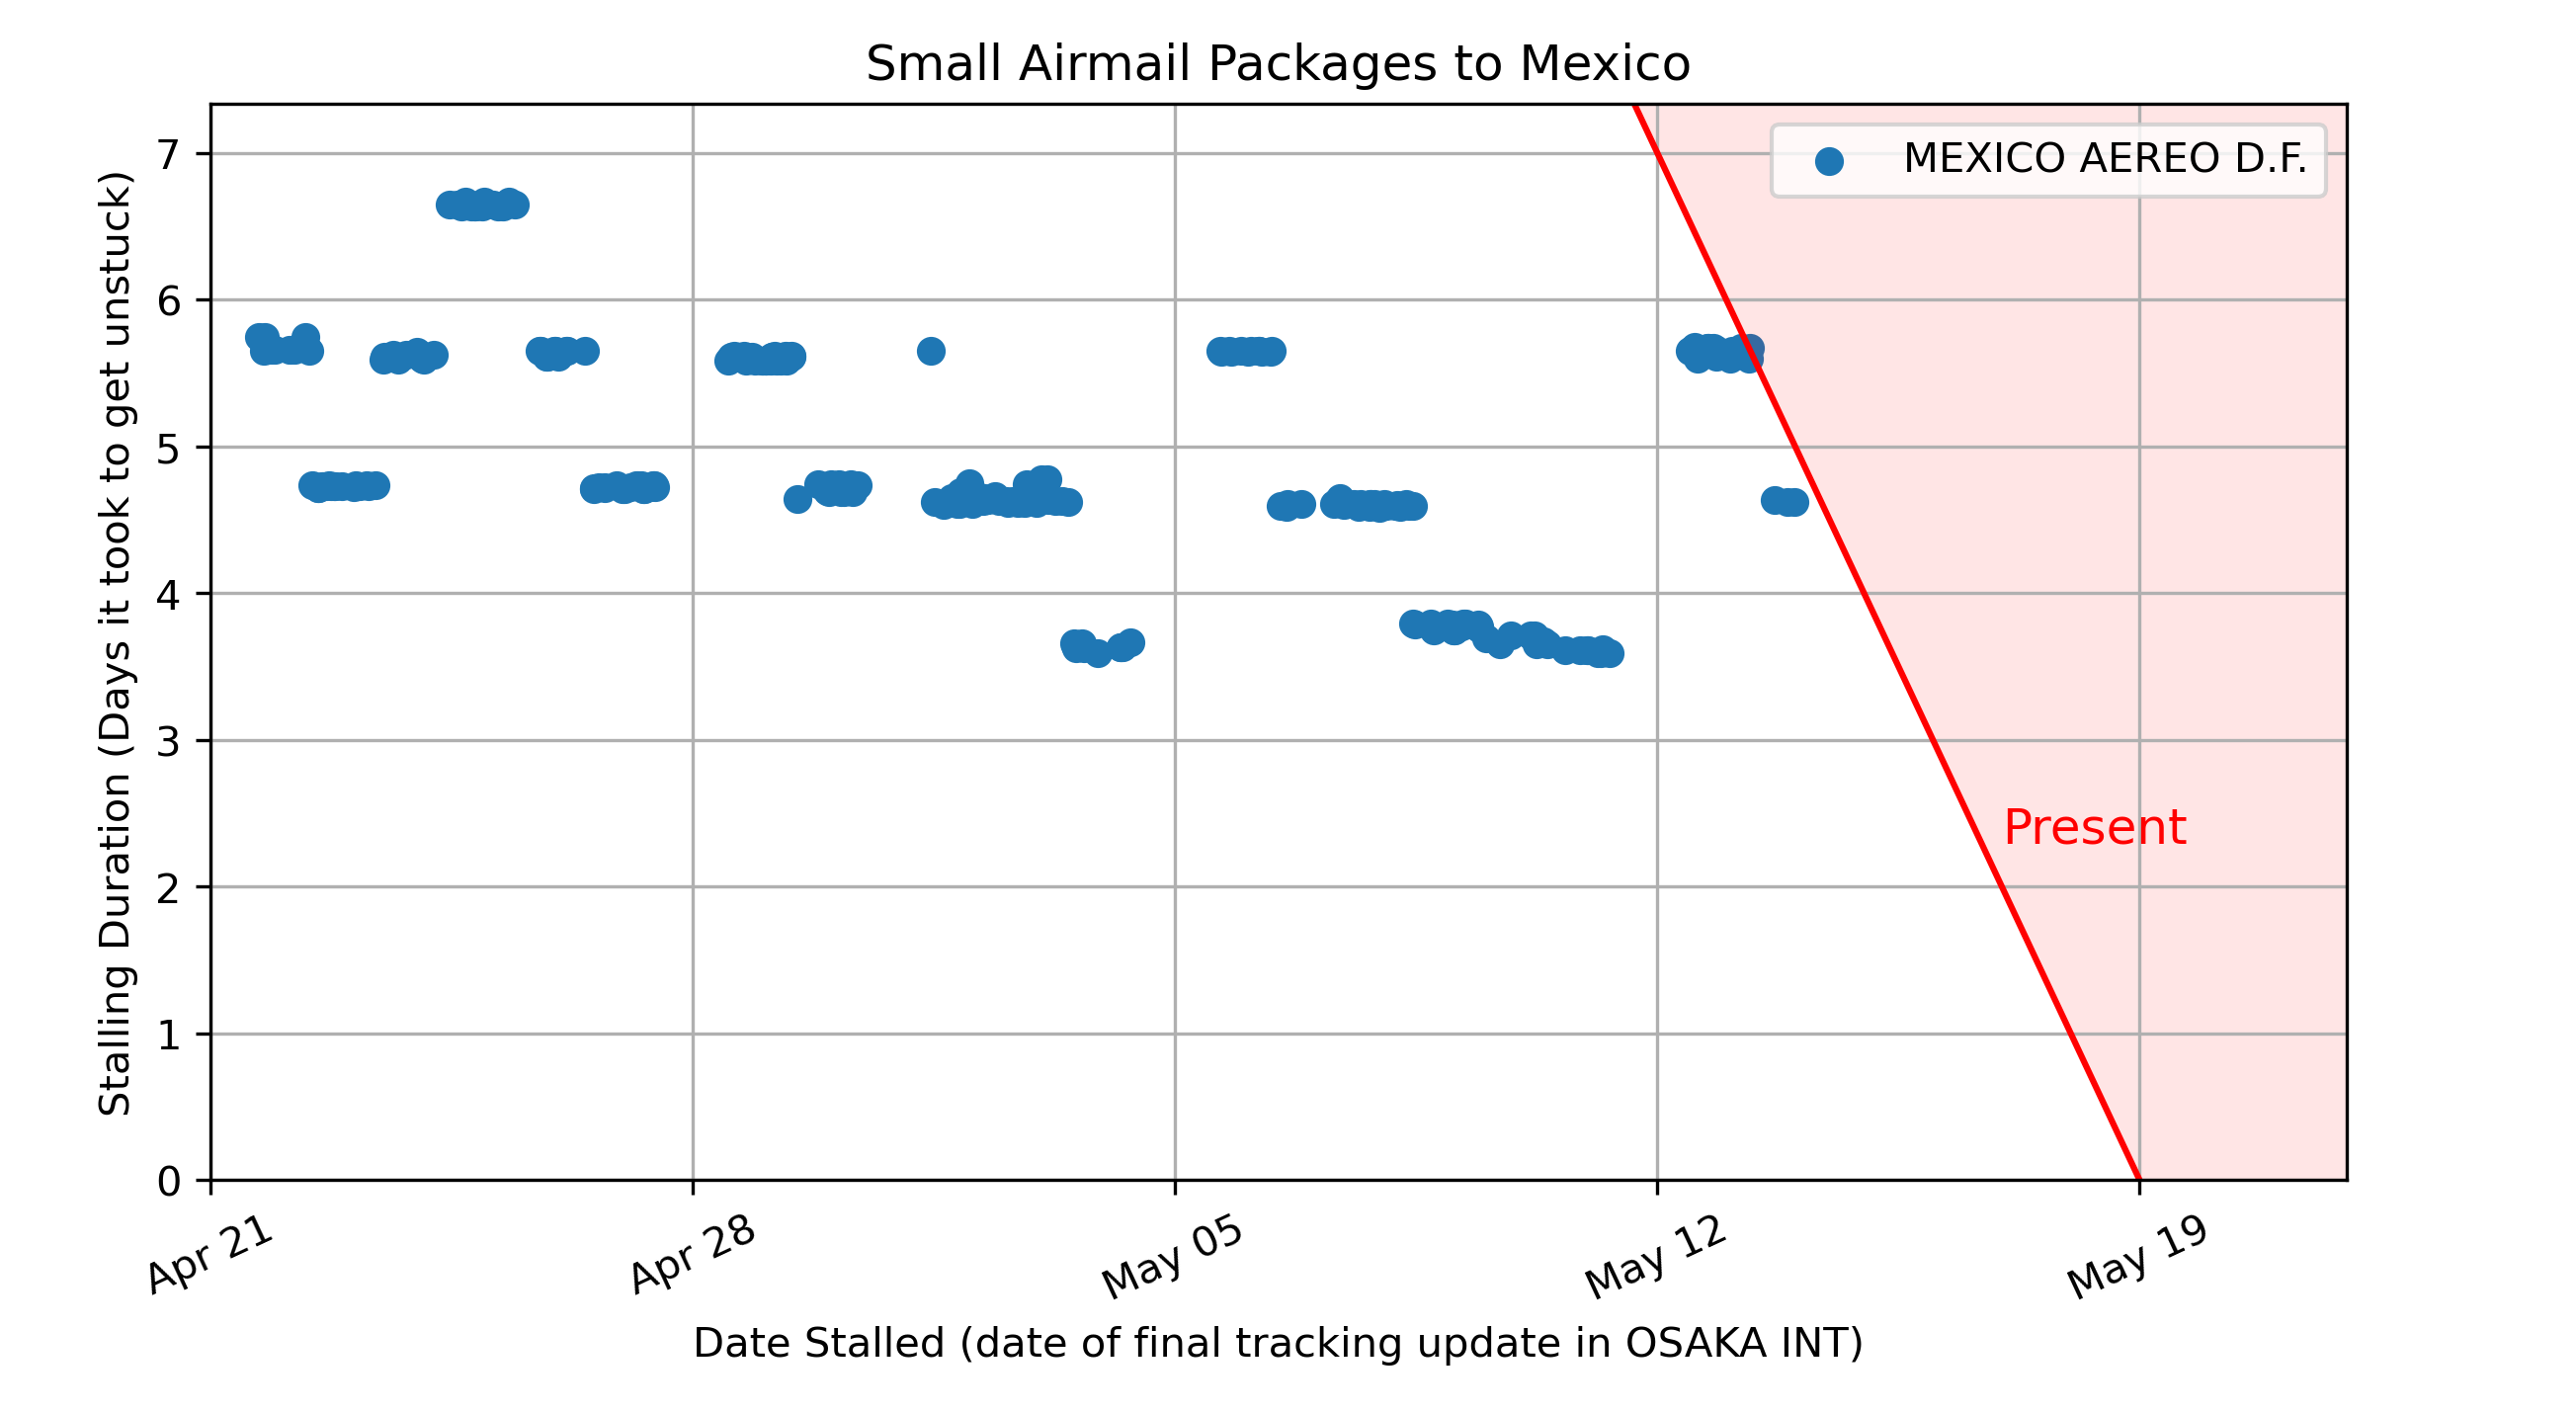 Small Airmail Packages to Mexico
MEXICO AEREO D.F.
Stalling Duration (Days it took to get unstuck)
7
6
5
4
3
2
1
0
Present
Apr 21
Apr 28
May 05
May 12
May 19
Date Stalled (date of final tracking update in OSAKA INT)